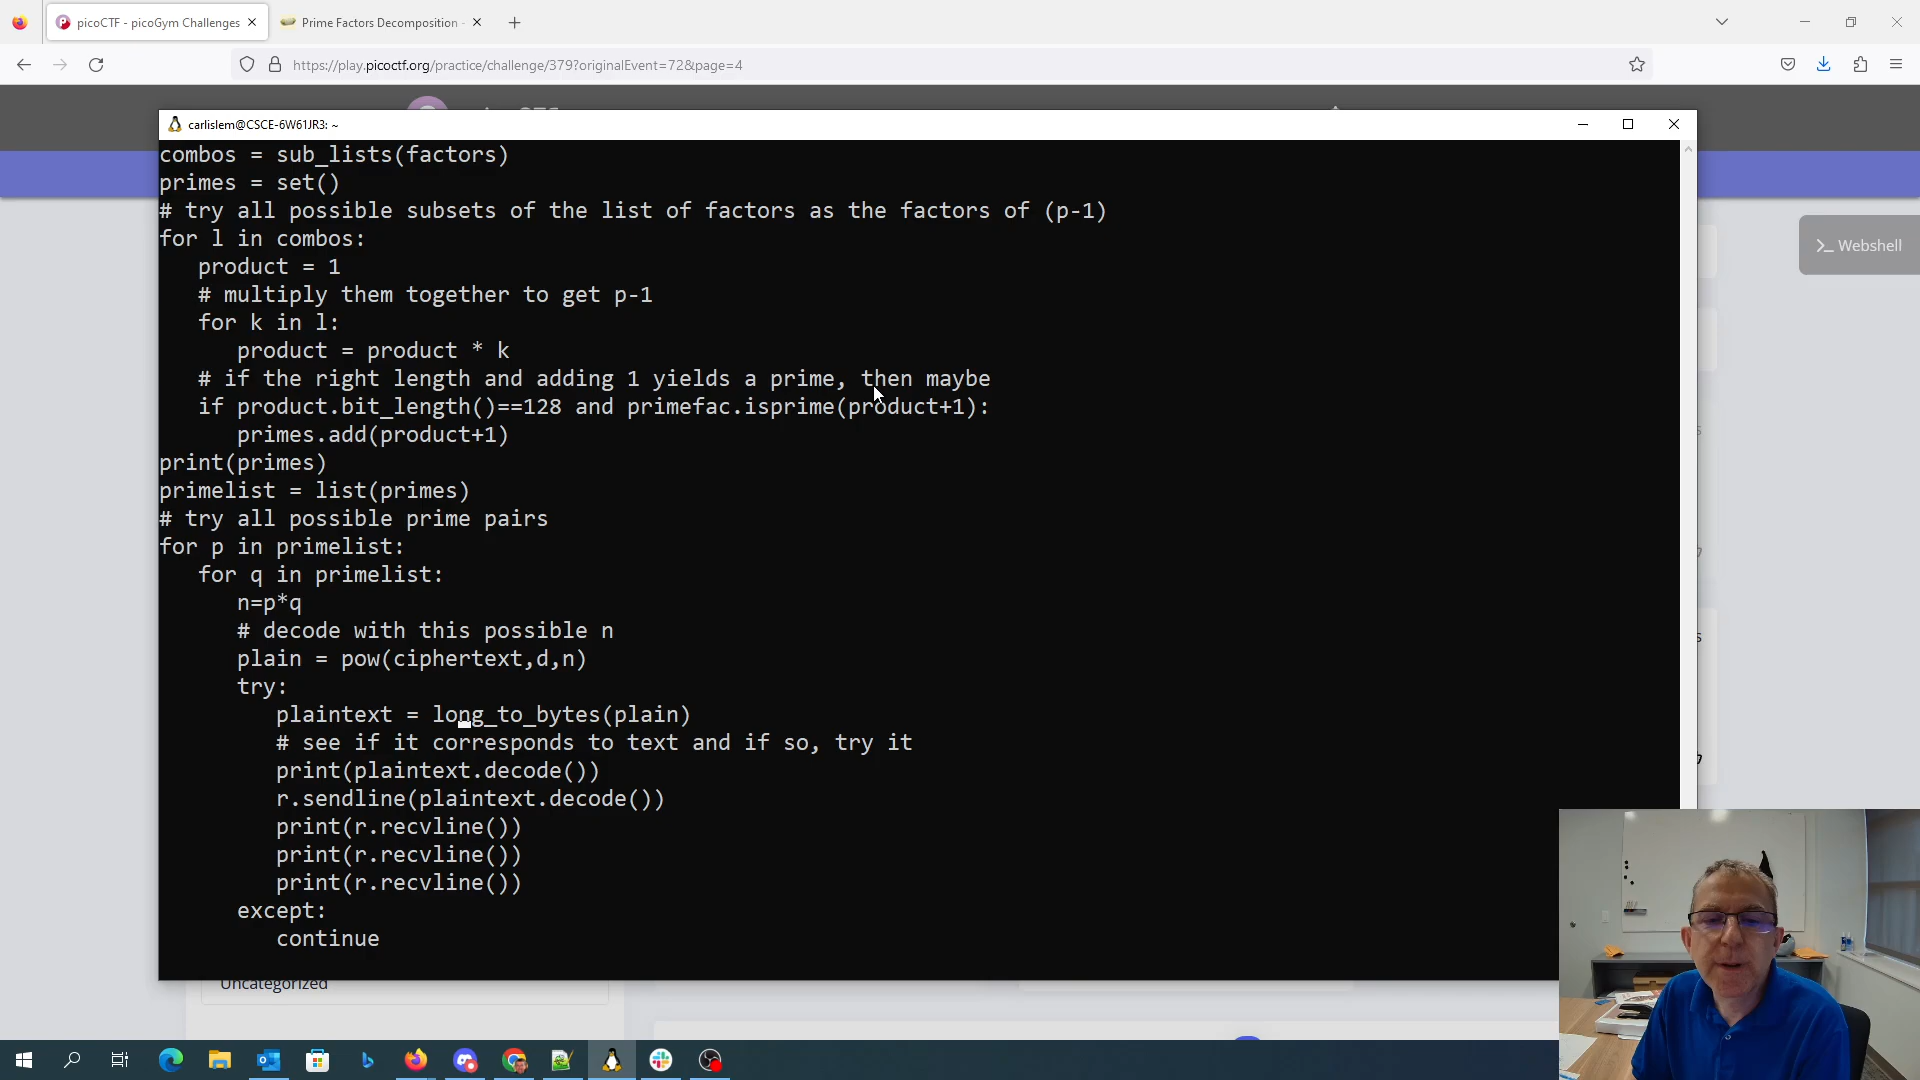 picoCTF - picoGym Challenges
Prime Factors Decomposition -
https://play.picoctf.org/practice/challenge/379?originalEvent=72&page=4
carlislem@CSCE-6W61JR3: ~
>_ Webshell
combos = sub_lists(factors)
primes = set()
# try all possible subsets of the list of factors as the factors of (p-1)
for l in combos:
   product = 1
   # multiply them together to get p-1
   for k in l:
      product = product * k
   # if the right length and adding 1 yields a prime, then maybe
   if product.bit_length()==128 and primefac.isprime(product+1):
      primes.add(product+1)
print(primes)
primelist = list(primes)
# try all possible prime pairs
for p in primelist:
   for q in primelist:
      n=p*q
      # decode with this possible n
      plain = pow(ciphertext,d,n)
      try:
         plaintext = long_to_bytes(plain)
         # see if it corresponds to text and if so, try it
         print(plaintext.decode())
         r.sendline(plaintext.decode())
         print(r.recvline())
         print(r.recvline())
         print(r.recvline())
      except:
         continue
Uncategorized